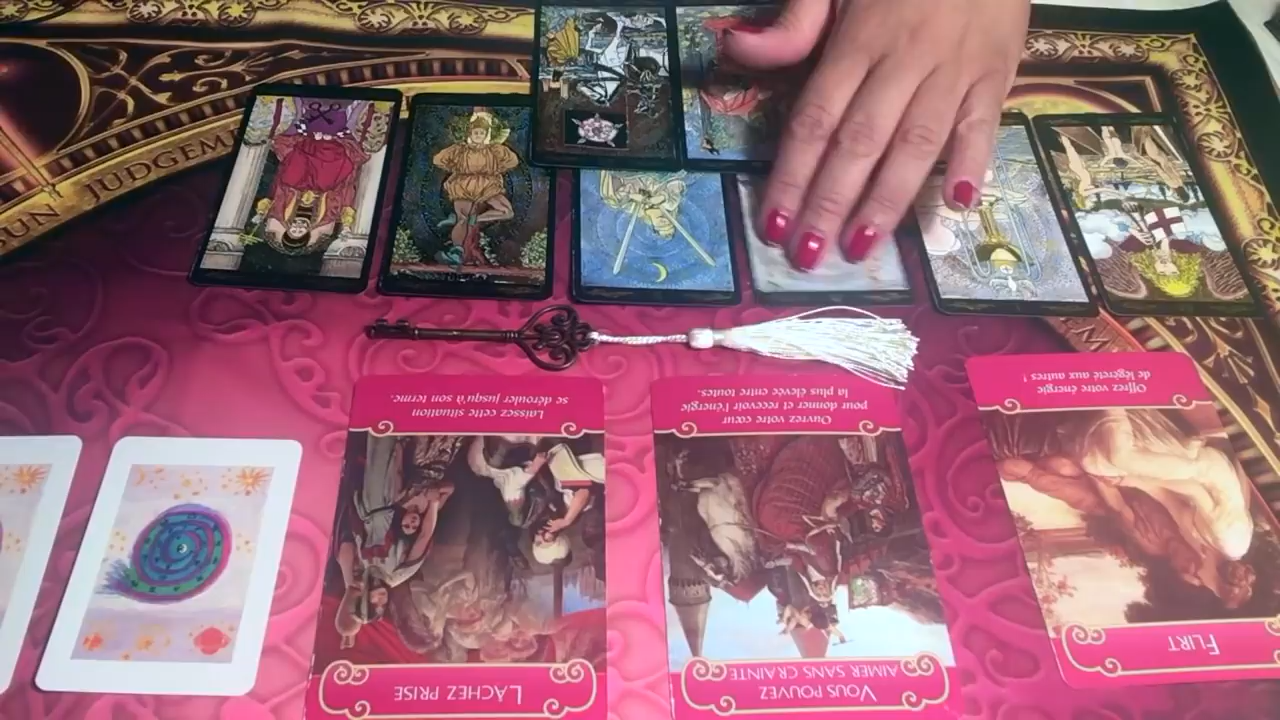 SUN
JUDGEME
Laissez cette situation
se dérouler jusqu'à son terme.
LÂCHEZ PRISE
Ouvrez votre cœur
pour donner et recevoir l'énergie
la plus élevée entre toutes.
VOUS POUVEZ
AIMER SANS CRAINTE
Offrez votre énergie
de légèreté aux autres !
FLIRT